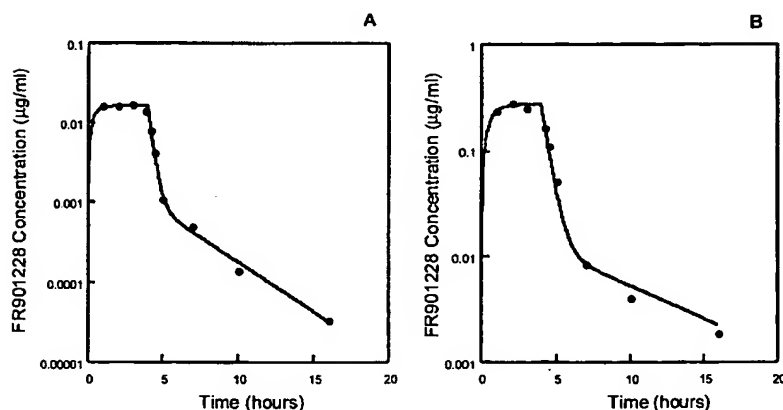 A
FR901228 Concentration (µg/ml)
0.1
0.01
0.001
0.0001
0.00001
0 5 10 15 20
Time (hours)
B
FR901228 Concentration (µg/ml)
1
0.1
0.01
0.001
0 5 10 15 20
Time (hours)